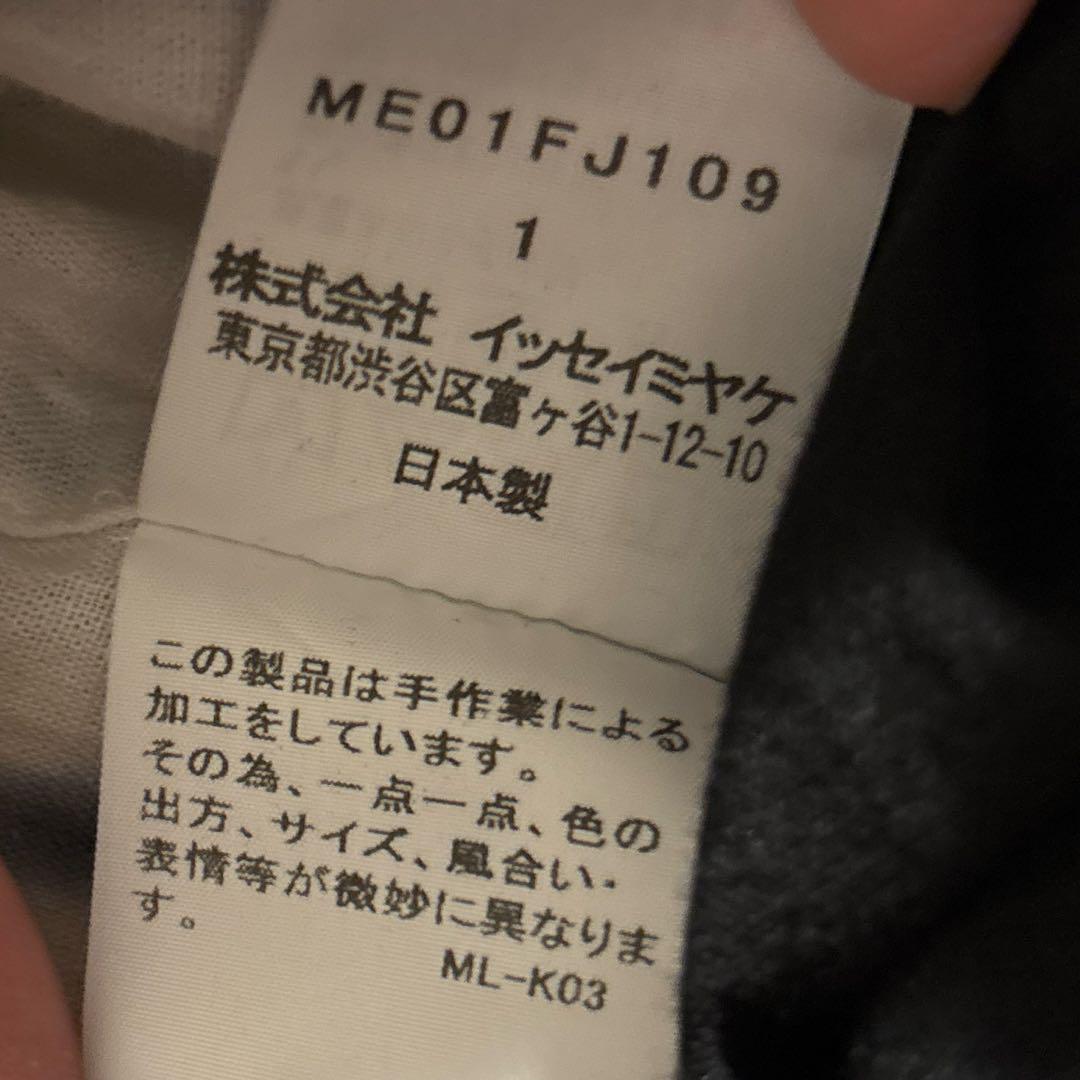 ME01FJ109
1
株式会社 イッセイミヤケ
東京都渋谷区富ヶ谷1-12-10
日本製
この製品は手作業による
加工をしています。
その為、一点一点、色の
出方、サイズ、風合い・
表情等が微妙に異なりま
す。
ML-K03